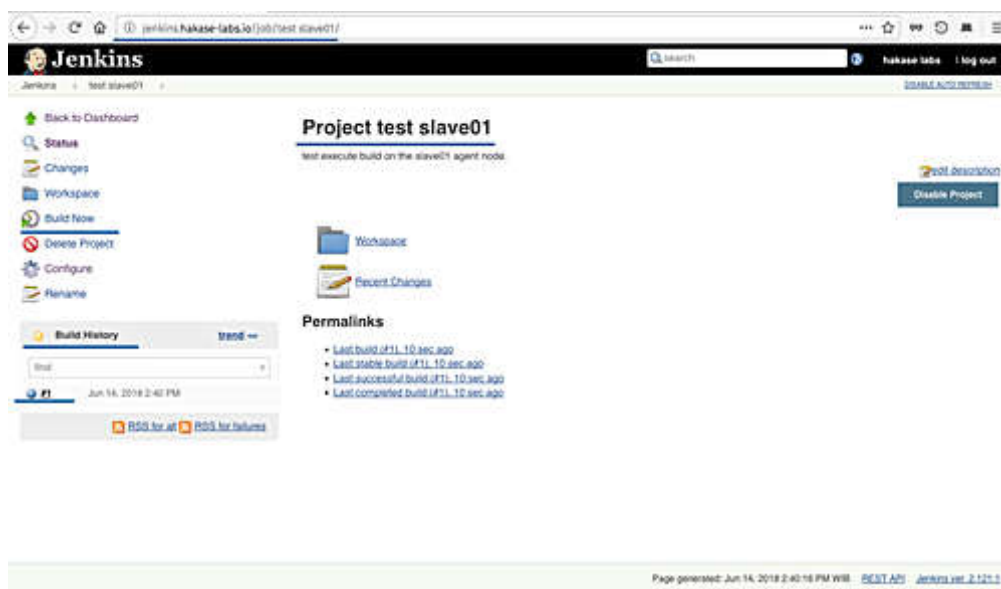 jenkins.hakase-labs.io/job/test slave01/
Jenkins
search
hakase labs
log out
Jenkins
test slave01
DISABLE AUTO REFRESH
Back to Dashboard
Status
Changes
Workspace
Build Now
Delete Project
Configure
Rename
Build History
trend
find
#1
Jun 14, 2018 2:40 PM
RSS for all
RSS for failures
Project test slave01
test execute build on the slave01 agent node
edit description
Disable Project
Workspace
Recent Changes
Permalinks
Last build (#1), 10 sec ago
Last stable build (#1), 10 sec ago
Last successful build (#1), 10 sec ago
Last completed build (#1), 10 sec ago
Page generated: Jun 14, 2018 2:40:16 PM WIB
REST API
Jenkins ver. 2.121.1